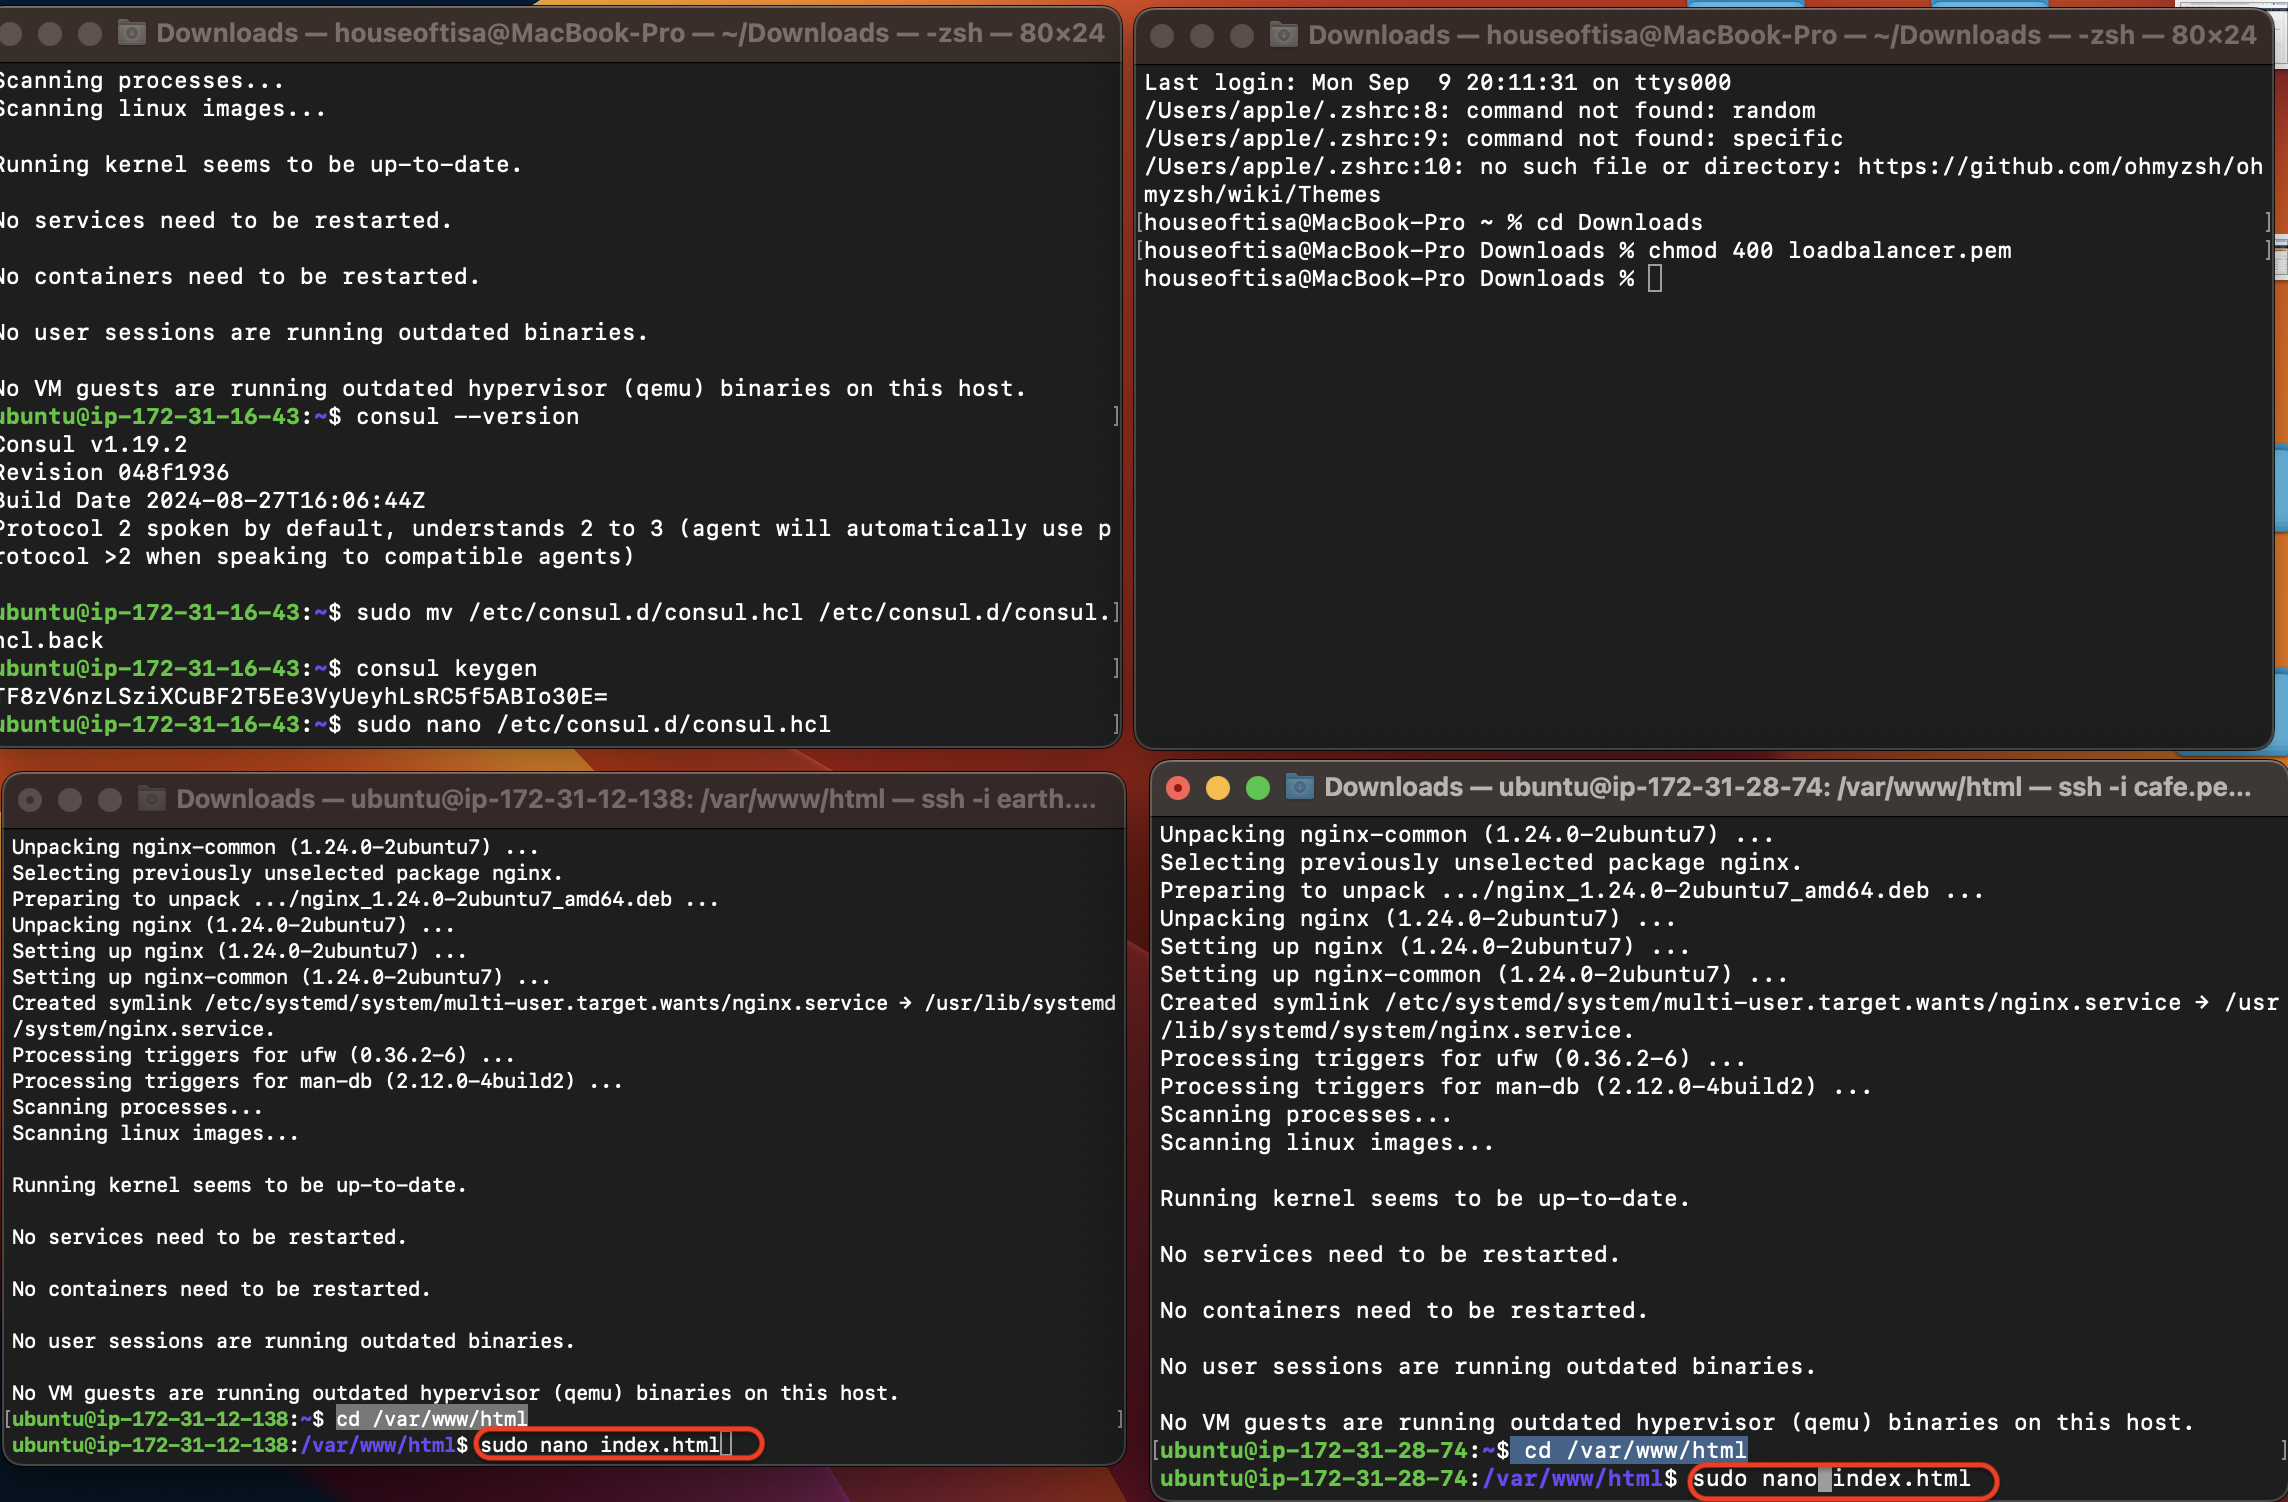 Downloads — houseoftisa@MacBook-Pro — ~/Downloads — -zsh — 80×24
Scanning processes...
Scanning linux images...
Running kernel seems to be up-to-date.
No services need to be restarted.
No containers need to be restarted.
No user sessions are running outdated binaries.
No VM guests are running outdated hypervisor (qemu) binaries on this host.
ubuntu@ip-172-31-16-43:~$ consul --version
Consul v1.19.2
Revision 048f1936
Build Date 2024-08-27T16:06:44Z
Protocol 2 spoken by default, understands 2 to 3 (agent will automatically use p
rotocol >2 when speaking to compatible agents)
ubuntu@ip-172-31-16-43:~$ sudo mv /etc/consul.d/consul.hcl /etc/consul.d/consul.
hcl.back
ubuntu@ip-172-31-16-43:~$ consul keygen
TF8zV6nzLSziXCuBF2T5Ee3VyUeyhLsRC5f5ABIo30E=
ubuntu@ip-172-31-16-43:~$ sudo nano /etc/consul.d/consul.hcl
Downloads — houseoftisa@MacBook-Pro — ~/Downloads — -zsh — 80×24
Last login: Mon Sep  9 20:11:31 on ttys000
/Users/apple/.zshrc:8: command not found: random
/Users/apple/.zshrc:9: command not found: specific
/Users/apple/.zshrc:10: no such file or directory: https://github.com/ohmyzsh/oh
myzsh/wiki/Themes
[houseoftisa@MacBook-Pro ~ % cd Downloads ]
[houseoftisa@MacBook-Pro Downloads % chmod 400 loadbalancer.pem ]
houseoftisa@MacBook-Pro Downloads %
Downloads — ubuntu@ip-172-31-12-138: /var/www/html — ssh -i earth....
Unpacking nginx-common (1.24.0-2ubuntu7) ...
Selecting previously unselected package nginx.
Preparing to unpack .../nginx_1.24.0-2ubuntu7_amd64.deb ...
Unpacking nginx (1.24.0-2ubuntu7) ...
Setting up nginx (1.24.0-2ubuntu7) ...
Setting up nginx-common (1.24.0-2ubuntu7) ...
Created symlink /etc/systemd/system/multi-user.target.wants/nginx.service → /usr/lib/systemd
/system/nginx.service.
Processing triggers for ufw (0.36.2-6) ...
Processing triggers for man-db (2.12.0-4build2) ...
Scanning processes...
Scanning linux images...
Running kernel seems to be up-to-date.
No services need to be restarted.
No containers need to be restarted.
No user sessions are running outdated binaries.
No VM guests are running outdated hypervisor (qemu) binaries on this host.
[ubuntu@ip-172-31-12-138:~$ cd /var/www/html ]
ubuntu@ip-172-31-12-138:/var/www/html$ sudo nano index.html
Downloads — ubuntu@ip-172-31-28-74: /var/www/html — ssh -i cafe.pe...
Unpacking nginx-common (1.24.0-2ubuntu7) ...
Selecting previously unselected package nginx.
Preparing to unpack .../nginx_1.24.0-2ubuntu7_amd64.deb ...
Unpacking nginx (1.24.0-2ubuntu7) ...
Setting up nginx (1.24.0-2ubuntu7) ...
Setting up nginx-common (1.24.0-2ubuntu7) ...
Created symlink /etc/systemd/system/multi-user.target.wants/nginx.service → /usr
/lib/systemd/system/nginx.service.
Processing triggers for ufw (0.36.2-6) ...
Processing triggers for man-db (2.12.0-4build2) ...
Scanning processes...
Scanning linux images...
Running kernel seems to be up-to-date.
No services need to be restarted.
No containers need to be restarted.
No user sessions are running outdated binaries.
No VM guests are running outdated hypervisor (qemu) binaries on this host.
[ubuntu@ip-172-31-28-74:~$ cd /var/www/html ]
ubuntu@ip-172-31-28-74:/var/www/html$ sudo nano index.html